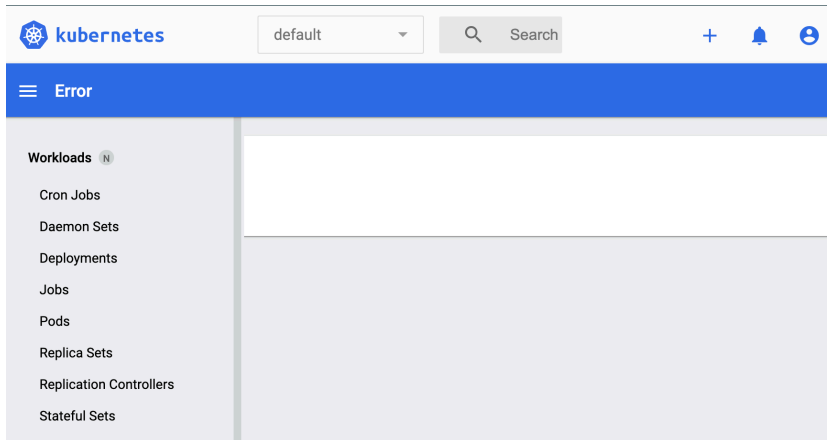 kubernetes
default
Search
Error
Workloads N
Cron Jobs
Daemon Sets
Deployments
Jobs
Pods
Replica Sets
Replication Controllers
Stateful Sets